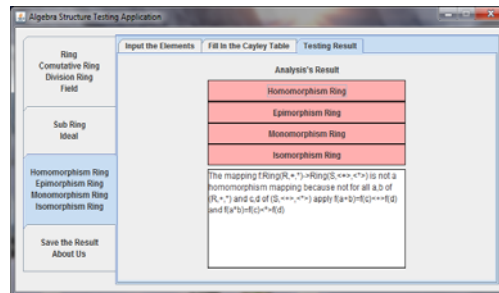 Algebra Structure Testing Application
Ring
Comutative Ring
Division Ring
Field
Sub Ring
Ideal
Homomorphism Ring
Epimorphism Ring
Monomorphism Ring
Isomorphism Ring
Save the Result
About Us
Input the Elements
Fill In the Cayley Table
Testing Result
Analysis's Result
Homomorphism Ring
Epimorphism Ring
Monomorphism Ring
Isomorphism Ring
The mapping f:Ring(R,+,*)->Ring(S,<+>,<*>) is not a
homomorphism mapping because not for all a,b of
(R,+,*) and c,d of (S,<+>,<*>) apply f(a+b)=f(c)<+>f(d)
and f(a*b)=f(c)<*>f(d)